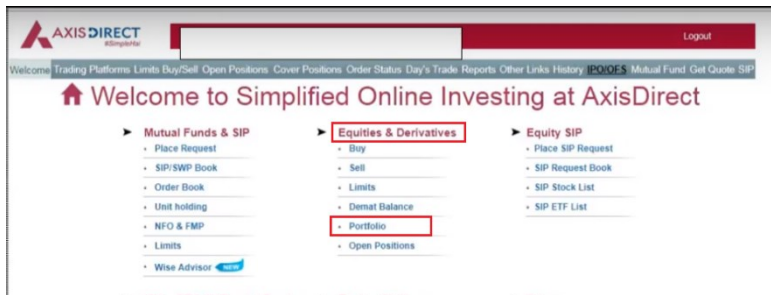 AXIS DIRECT
#SimpleHai
Logout
Welcome Trading Platforms Limits Buy/Sell Open Positions Cover Positions Order Status Day's Trade Reports Other Links History IPO/OFS Mutual Fund Get Quote SIP
Welcome to Simplified Online Investing at AxisDirect
Mutual Funds & SIP
Place Request
SIP/SWP Book
Order Book
Unit holding
NFO & FMP
Limits
Wise Advisor NEW
Equities & Derivatives
Buy
Sell
Limits
Demat Balance
Portfolio
Open Positions
Equity SIP
Place SIP Request
SIP Request Book
SIP Stock List
SIP ETF List